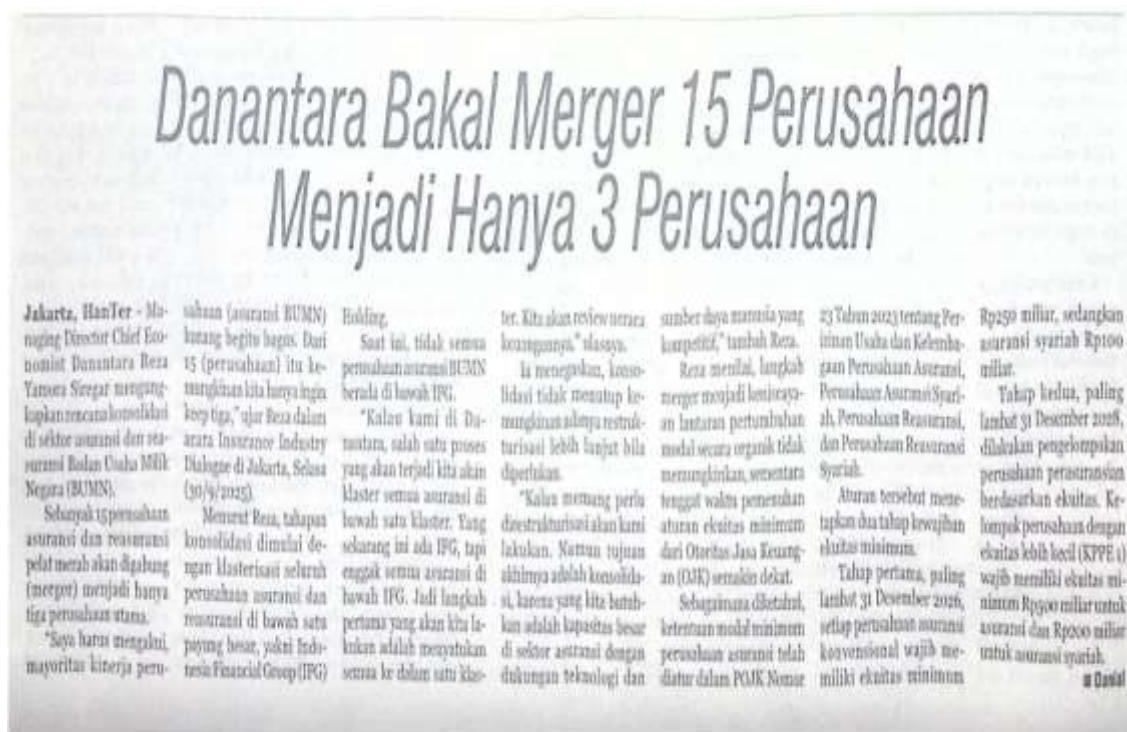 Danantara Bakal Merger 15 Perusahaan
Menjadi Hanya 3 Perusahaan
Jakarta, HanTer - Ma-
naging Director Chief Eco-
nomist Danantara Reza
Yamora Siregar mengung-
kapkan rencana konsolidasi
di sektor asuransi dan rea-
suransi Badan Usaha Milik
Negara (BUMN).
Sebanyak 15 perusahaan
asuransi dan reasuransi
pelat merah akan digabung
(merger) menjadi hanya
tiga perusahaan utama.
"Saya harus mengakui,
mayoritas kinerja peru-
sahaan (asuransi BUMN)
kurang begitu bagus. Dari
15 (perusahaan) itu ke-
mungkinan kita hanya ingin
keep tiga," ujar Reza dalam
acara Insurance Industry
Dialogue di Jakarta, Selasa
(30/9/2025).
Menurut Reza, tahapan
konsolidasi dimulai de-
ngan klasterisasi seluruh
perusahaan asuransi dan
reasuransi di bawah satu
payung besar, yakni Indo-
nesia Financial Group (IFG)
Holding.
Saat ini, tidak semua
perusahaan asuransi BUMN
berada di bawah IFG.
"Kalau kami di Da-
nantara, salah satu proses
yang akan terjadi kita akan
klaster semua asuransi di
bawah satu klaster. Yang
sekarang ini ada IFG, tapi
enggak semua asuransi di
bawah IFG. Jadi langkah
pertama yang akan kita la-
kukan adalah menyatukan
semua ke dalam satu klas-
ter. Kita akan review neraca
keuangannya," ulasnya.
Ia menegaskan, konso-
lidasi tidak menutup ke-
mungkinan adanya restruk-
turisasi lebih lanjut bila
diperlukan.
"Kalau memang perlu
direstrukturisasi akan kami
lakukan. Namun tujuan
akhirnya adalah konsolida-
si, karena yang kita butuh-
kan adalah kapasitas besar
di sektor asuransi dengan
dukungan teknologi dan
sumber daya manusia yang
kompetitif," tambah Reza.
Reza menilai, langkah
merger menjadi keniscaya-
an lantaran pertumbuhan
modal secara organik tidak
memungkinkan, sementara
tenggat waktu pemenuhan
aturan ekuitas minimum
dari Otoritas Jasa Keuang-
an (OJK) semakin dekat.
Sebagaimana diketahui,
ketentuan modal minimum
perusahaan asuransi telah
diatur dalam POJK Nomor
23 Tahun 2023 tentang Per-
izinan Usaha dan Kelemba-
gaan Perusahaan Asuransi,
Perusahaan Asuransi Syari-
ah, Perusahaan Reasuransi,
dan Perusahaan Reasuransi
Syariah.
Aturan tersebut mene-
tapkan dua tahap kewajiban
ekuitas minimum.
Tahap pertama, paling
lambat 31 Desember 2026,
setiap perusahaan asuransi
konvensional wajib me-
miliki ekuitas minimum
Rp250 miliar, sedangkan
asuransi syariah Rp100
miliar.
Tahap kedua, paling
lambat 31 Desember 2028,
dilakukan pengelompokan
perusahaan perasuransian
berdasarkan ekuitas. Ke-
lompok perusahaan dengan
ekuitas lebih kecil (KPPE 1)
wajib memiliki ekuitas mi-
nimum Rp500 miliar untuk
asuransi dan Rp200 miliar
untuk asuransi syariah.
■ Danial